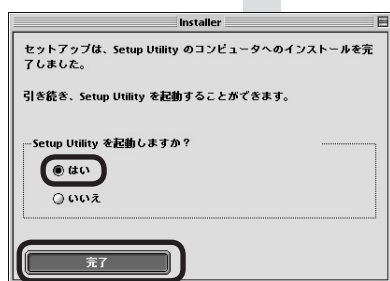 Installer
セットアップは、Setup Utility のコンピュータへのインストールを完
了しました。
引き続き、Setup Utility を起動することができます。
Setup Utility を起動しますか？
はい
いいえ
完了